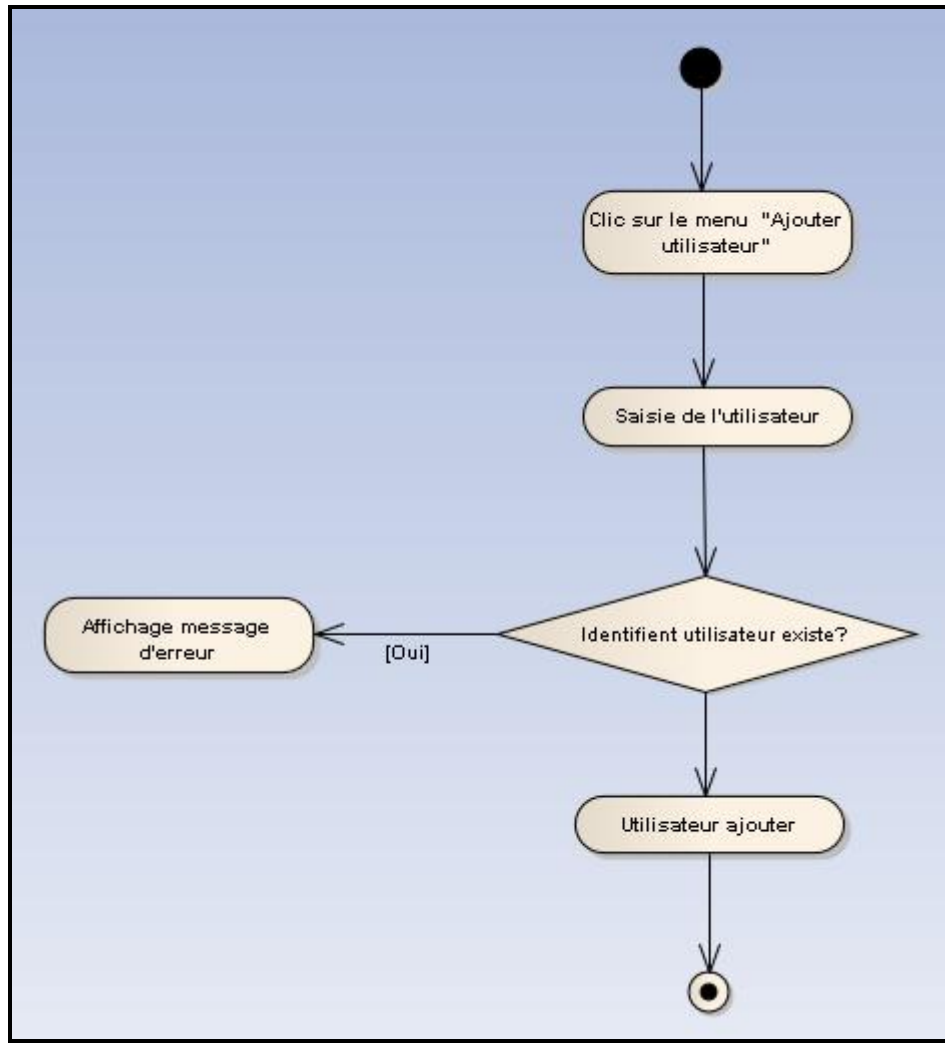 Clic sur le menu "Ajouter
utilisateur"
Saisie de l'utilisateur
Identifient utilisateur existe?
[Oui]
Affichage message
d'erreur
Utilisateur ajouter